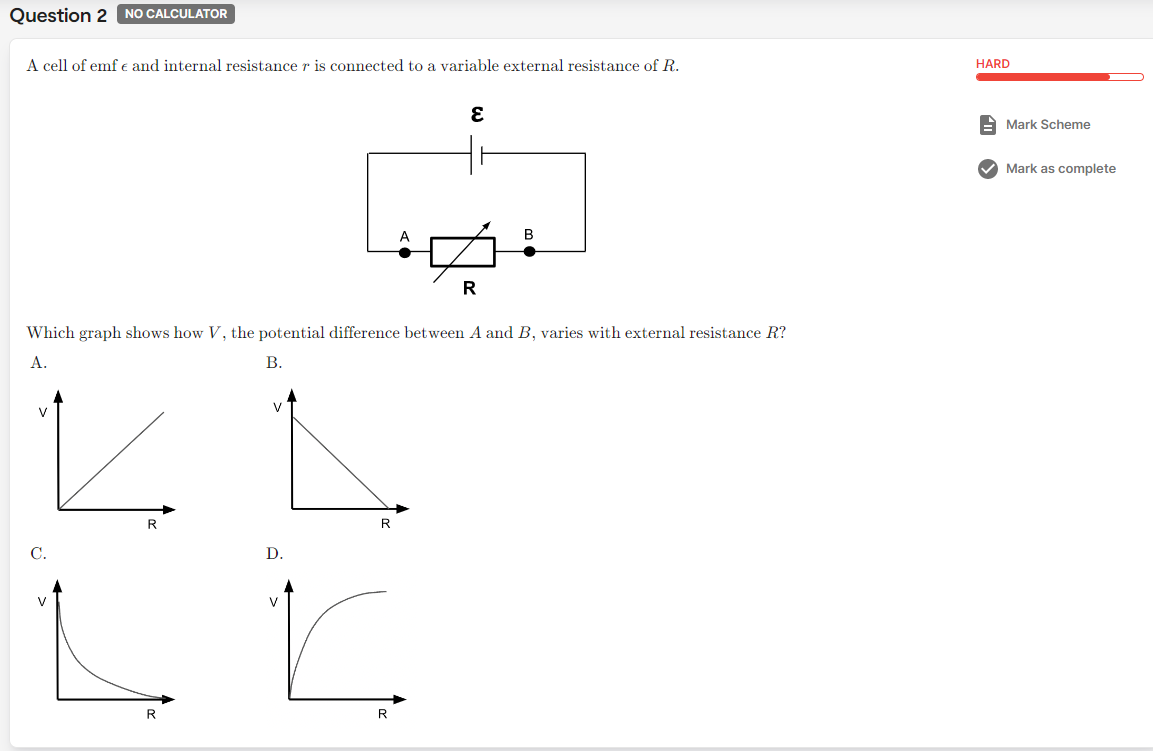 Question 2 NO CALCULATOR
A cell of emf ϵ and internal resistance r is connected to a variable external resistance of R.
HARD
ε
Mark Scheme
Mark as complete
A
B
R
Which graph shows how V, the potential difference between A and B, varies with external resistance R?
A. B.
V V
R R
C. D.
V V
R R